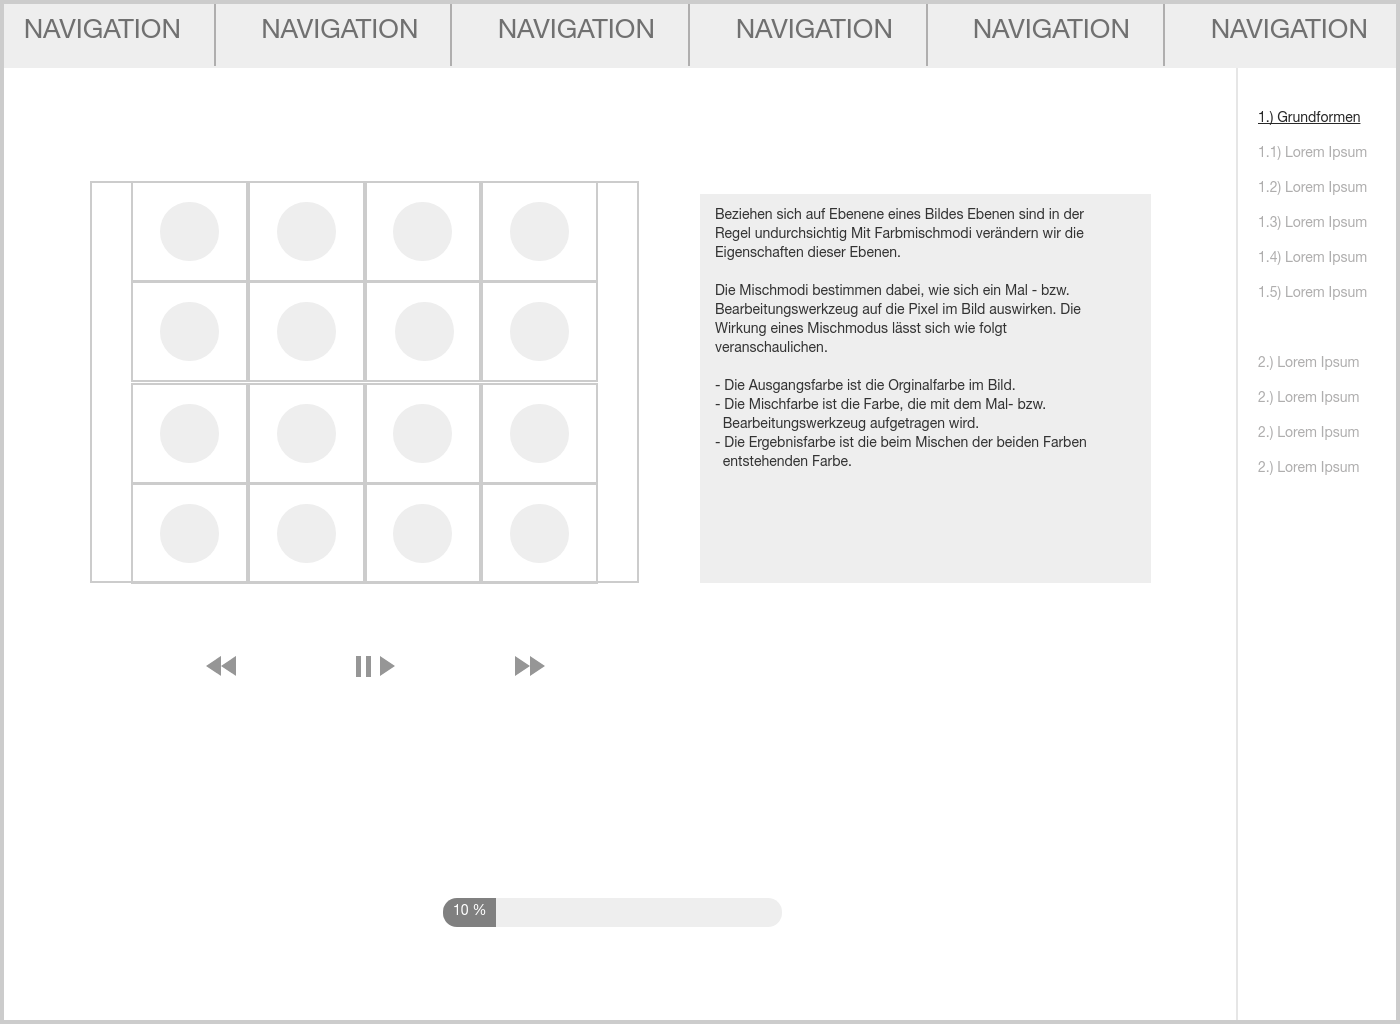 NAVIGATION NAVIGATION NAVIGATION NAVIGATION NAVIGATION NAVIGATION
Beziehen sich auf Ebenene eines Bildes Ebenen sind in der
Regel undurchsichtig Mit Farbmischmodi verändern wir die
Eigenschaften dieser Ebenen.
Die Mischmodi bestimmen dabei, wie sich ein Mal - bzw.
Bearbeitungswerkzeug auf die Pixel im Bild auswirken. Die
Wirkung eines Mischmodus lässt sich wie folgt
veranschaulichen.
- Die Ausgangsfarbe ist die Orginalfarbe im Bild.
- Die Mischfarbe ist die Farbe, die mit dem Mal- bzw.
Bearbeitungswerkzeug aufgetragen wird.
- Die Ergebnisfarbe ist die beim Mischen der beiden Farben
entstehenden Farbe.
1.) Grundformen
1.1) Lorem Ipsum
1.2) Lorem Ipsum
1.3) Lorem Ipsum
1.4) Lorem Ipsum
1.5) Lorem Ipsum
2.) Lorem Ipsum
2.) Lorem Ipsum
2.) Lorem Ipsum
2.) Lorem Ipsum
10 %